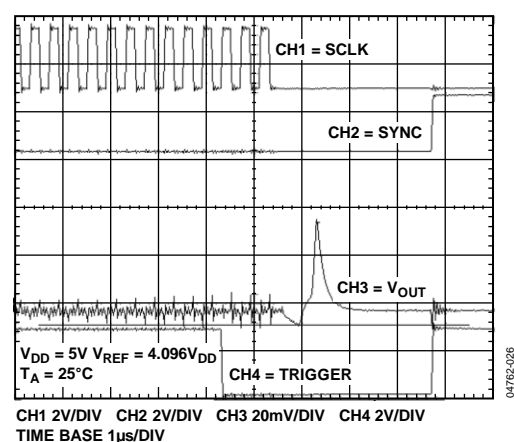 CH1 = SCLK
CH2 = SYNC
CH3 = VOUT
VDD = 5V VREF = 4.096VDD
TA = 25°C
CH4 = TRIGGER
CH1 2V/DIV CH2 2V/DIV CH3 20mV/DIV CH4 2V/DIV
TIME BASE 1µs/DIV
04762-026